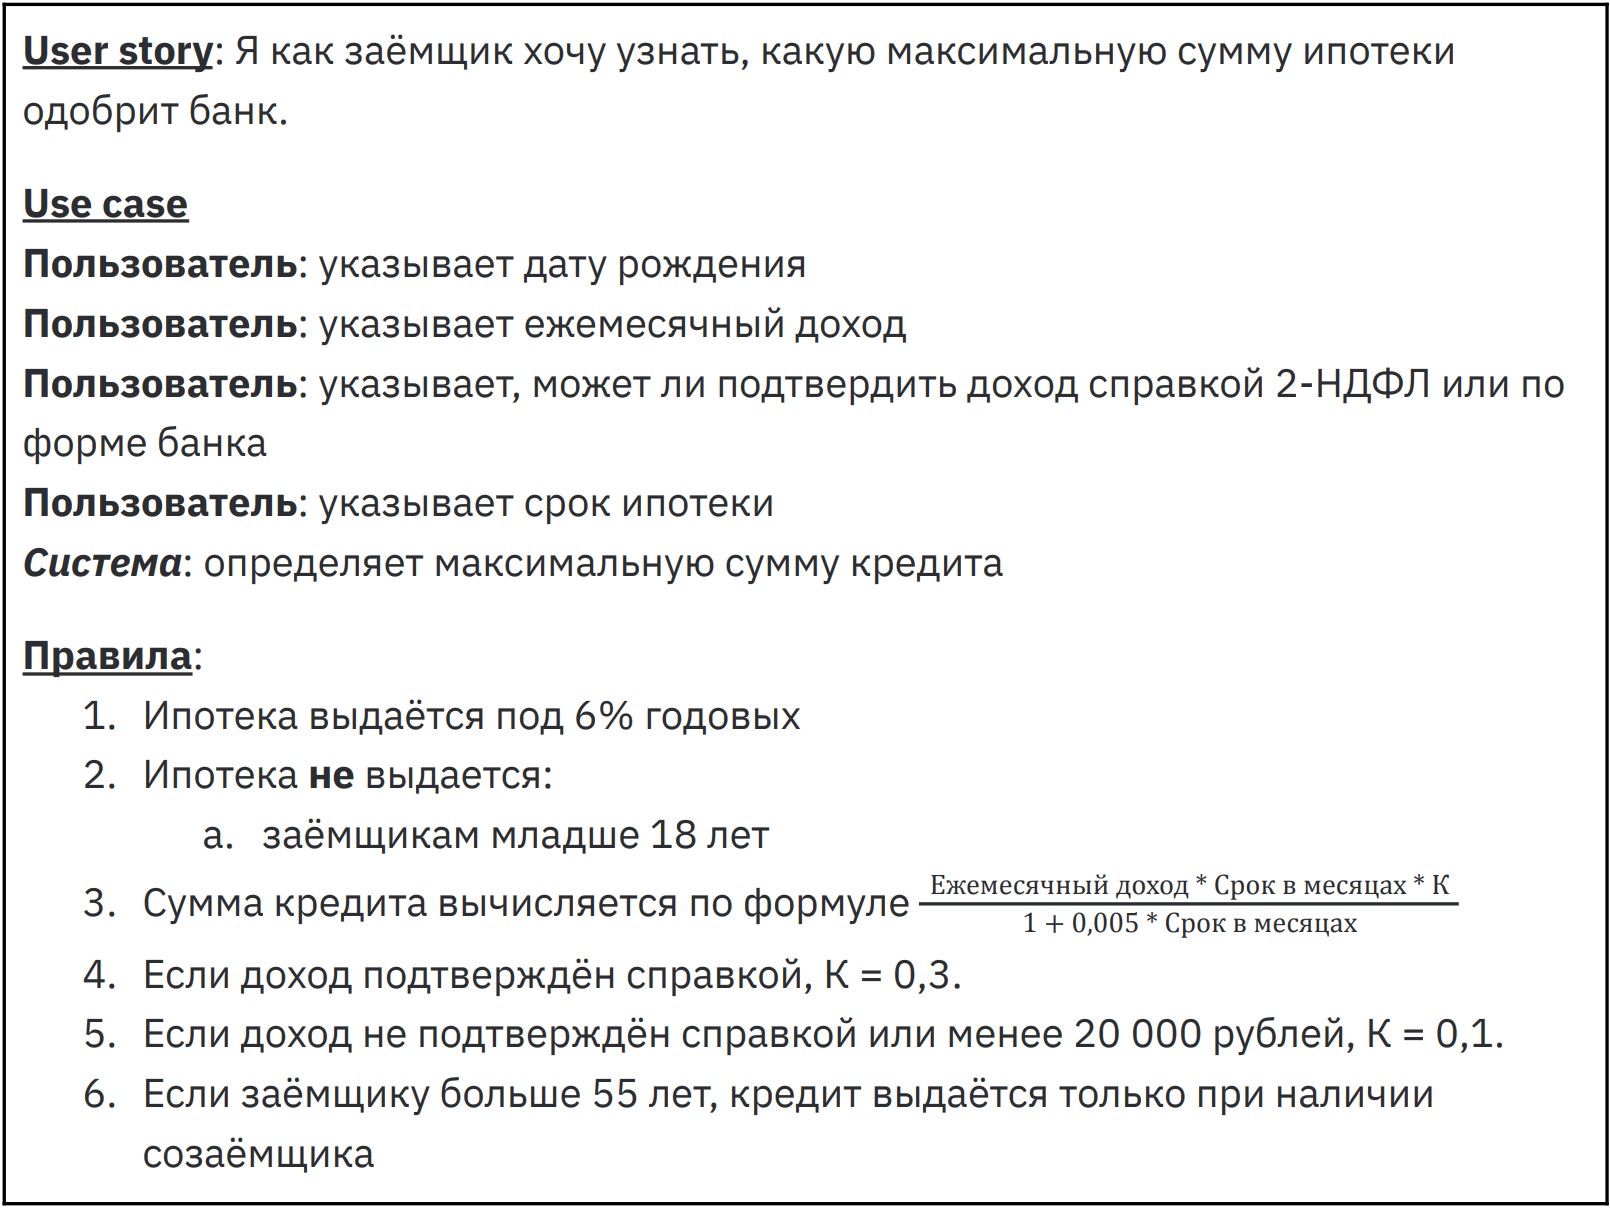 User story: Я как заёмщик хочу узнать, какую максимальную сумму ипотеки
одобрит банк.
Use case
Пользователь: указывает дату рождения
Пользователь: указывает ежемесячный доход
Пользователь: указывает, может ли подтвердить доход справкой 2-НДФЛ или по
форме банка
Пользователь: указывает срок ипотеки
Система: определяет максимальную сумму кредита
Правила:
1. Ипотека выдаётся под 6% годовых
2. Ипотека не выдается:
a. заёмщикам младше 18 лет
3. Сумма кредита вычисляется по формуле
Ежемесячный доход * Срок в месяцах * К
1 + 0,005 * Срок в месяцах
4. Если доход подтверждён справкой, К = 0,3.
5. Если доход не подтверждён справкой или менее 20 000 рублей, К = 0,1.
6. Если заёмщику больше 55 лет, кредит выдаётся только при наличии
созаёмщика